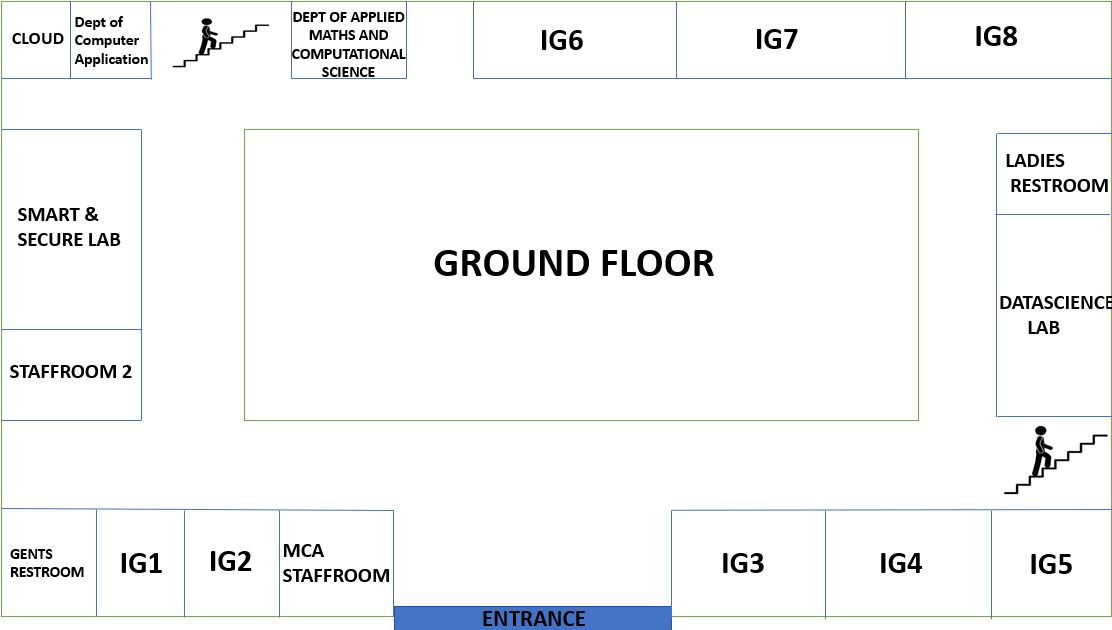 CLOUD
Dept of
Computer
Application
DEPT OF APPLIED
MATHS AND
COMPUTATIONAL
SCIENCE
IG6
IG7
IG8
SMART &
SECURE LAB
STAFFROOM 2
GROUND FLOOR
LADIES
RESTROOM
DATASCIENCE
LAB
GENTS
RESTROOM
IG1
IG2
MCA
STAFFROOM
IG3
IG4
IG5
ENTRANCE